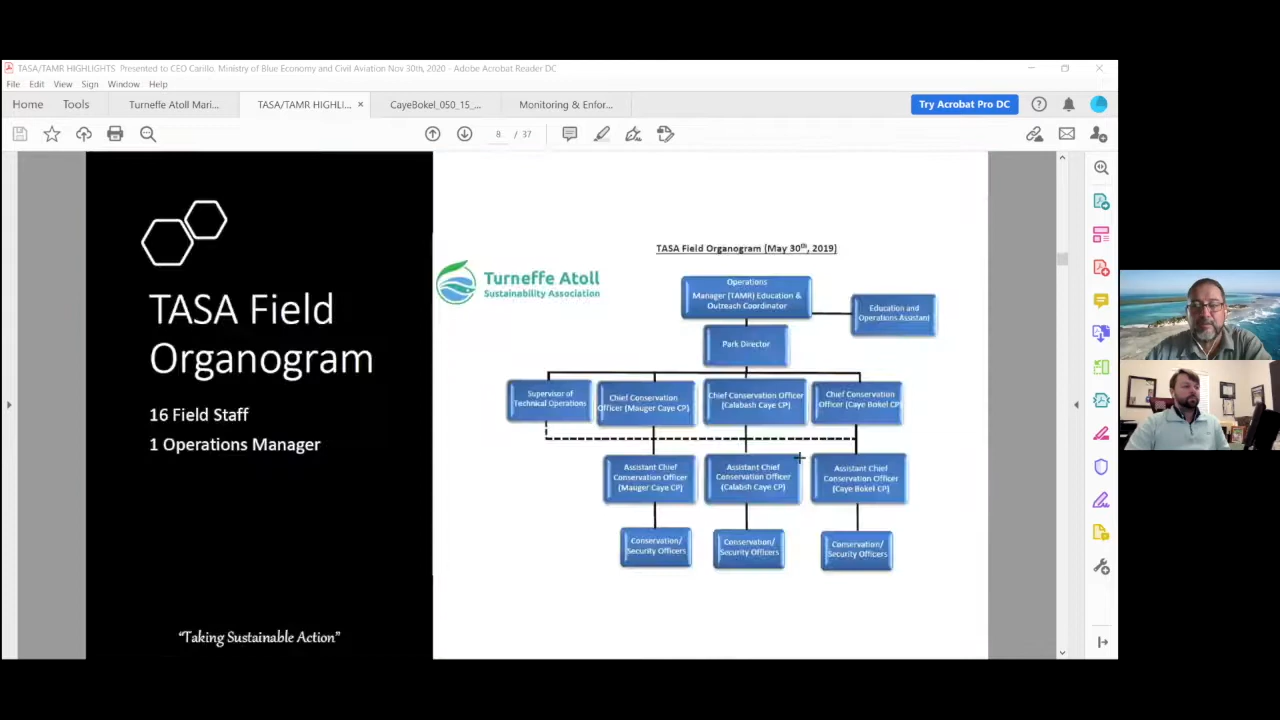 TASA/TAMR HIGHLIGHTS Presented to CEO Carillo. Ministry of Blue Economy and Civil Aviation Nov 30th, 2020 - Adobe Acrobat Reader DC
File Edit View Sign Window Help
Home Tools Turneffe Atoll Mari... TASA/TAMR HIGHLI... × CayeBokel_050_15_... Monitoring & Enfor... Try Acrobat Pro DC
8 / 37
TASA Field
Organogram
16 Field Staff
1 Operations Manager
"Taking Sustainable Action"
TASA Field Organogram (May 30th, 2019)
Turneffe Atoll
Sustainability Association
Operations
Manager (TAMR) Education &
Outreach Coordinator
Education and
Operations Assistant
Park Director
Supervisor of
Technical Operations
Chief Conservation
Officer (Mauger Caye CP)
Chief Conservation Officer
(Calabash Caye CP)
Chief Conservation
Officer (Caye Bokel CP)
Assistant Chief
Conservation Officer
(Mauger Caye CP)
Assistant Chief
Conservation Officer
(Calabash Caye CP)
Assistant Chief
Conservation Officer
(Caye Bokel CP)
Conservation/
Security Officers
Conservation/
Security Officers
Conservation/
Security Officers